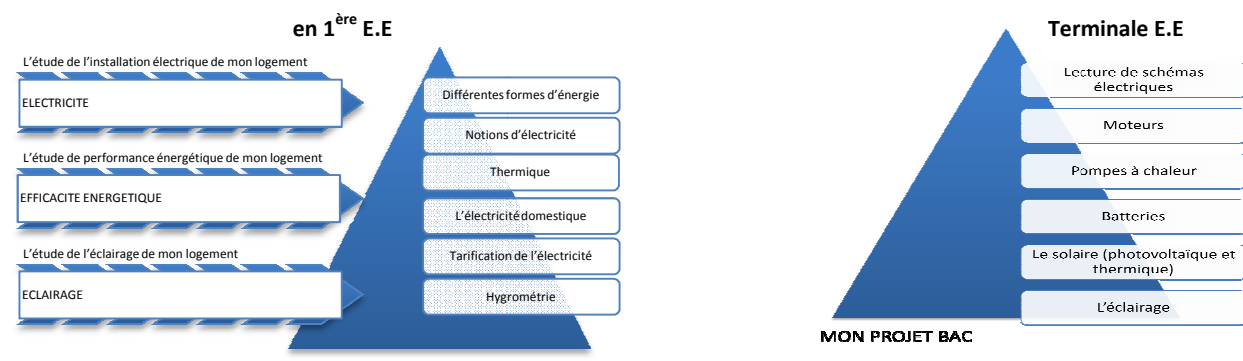 en 1ère E.E
L'étude de l'installation électrique de mon logement
ELECTRICITE
L'étude de performance énergétique de mon logement
EFFICACITE ENERGETIQUE
L'étude de l'éclairage de mon logement
ECLAIRAGE
Différentes formes d'énergie
Notions d'électricité
Thermique
L'électricité domestique
Tarification de l'électricité
Hygrométrie
Terminale E.E
Lecture de schémas
électriques
Moteurs
Pompes à chaleur
Batteries
Le solaire (photovoltaïque et
thermique)
L'éclairage
MON PROJET BAC